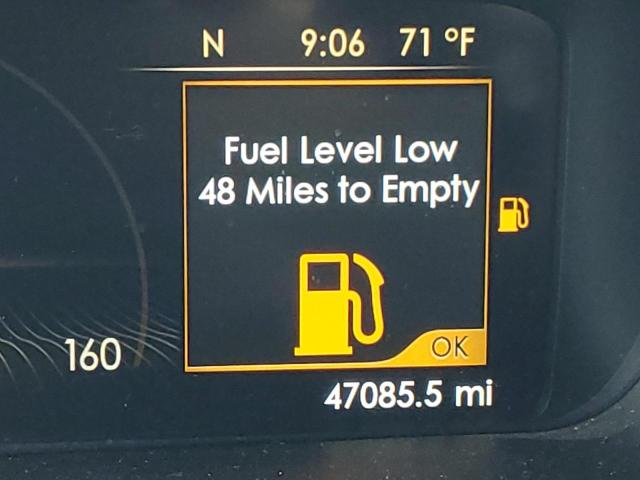 N 9:06 71 °F
Fuel Level Low
48 Miles to Empty
OK
160
47085.5 mi